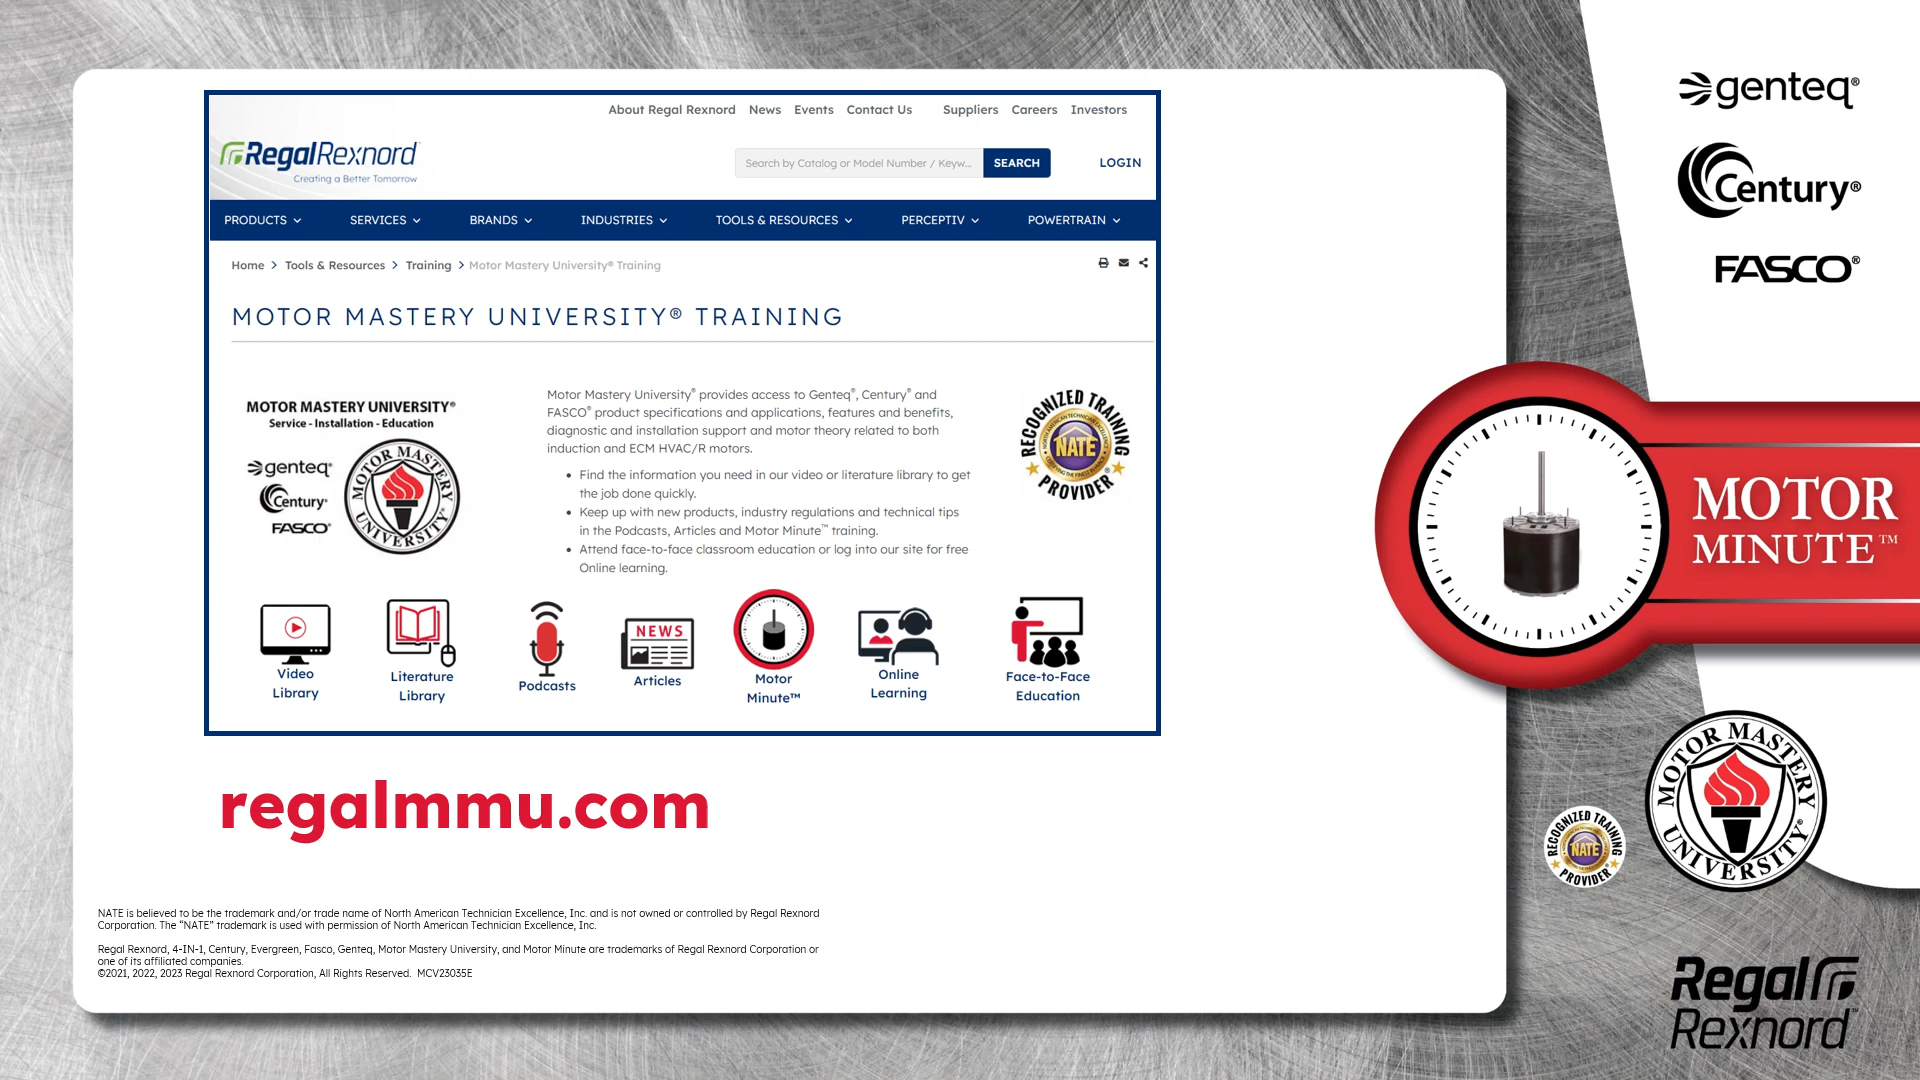 About Regal Rexnord News Events Contact Us Suppliers Careers Investors
RegalRexnord
Creating a Better Tomorrow
Search by Catalog or Model Number / Keyw... SEARCH LOGIN
PRODUCTS SERVICES BRANDS INDUSTRIES TOOLS & RESOURCES PERCEPTIV POWERTRAIN
Home > Tools & Resources > Training > Motor Mastery University® Training
MOTOR MASTERY UNIVERSITY® TRAINING
MOTOR MASTERY UNIVERSITY®
Service - Installation - Education
genteq®
Century®
FASCO®
MOTOR MASTERY UNIVERSITY®
Motor Mastery University® provides access to Genteq®, Century® and
FASCO® product specifications and applications, features and benefits,
diagnostic and installation support and motor theory related to both
induction and ECM HVAC/R motors.
• Find the information you need in our video or literature library to get
the job done quickly.
• Keep up with new products, industry regulations and technical tips
in the Podcasts, Articles and Motor Minute™ training.
• Attend face-to-face classroom education or log into our site for free
Online learning.
RECOGNIZED TRAINING
NATE
PROVIDER
NEWS
Video
Library
Literature
Library
Podcasts
Articles
Motor
Minute™
Online
Learning
Face-to-Face
Education
regalmmu.com
NATE is believed to be the trademark and/or trade name of North American Technician Excellence, Inc. and is not owned or controlled by Regal Rexnord
Corporation. The “NATE” trademark is used with permission of North American Technician Excellence, Inc.
Regal Rexnord, 4-IN-1, Century, Evergreen, Fasco, Genteq, Motor Mastery University, and Motor Minute are trademarks of Regal Rexnord Corporation or
one of its affiliated companies.
©2021, 2022, 2023 Regal Rexnord Corporation, All Rights Reserved. MCV23035E
genteq®
Century®
FASCO®
MOTOR
MINUTE™
MOTOR MASTERY UNIVERSITY®
RECOGNIZED TRAINING
NATE
PROVIDER
Regal
Rexnord™